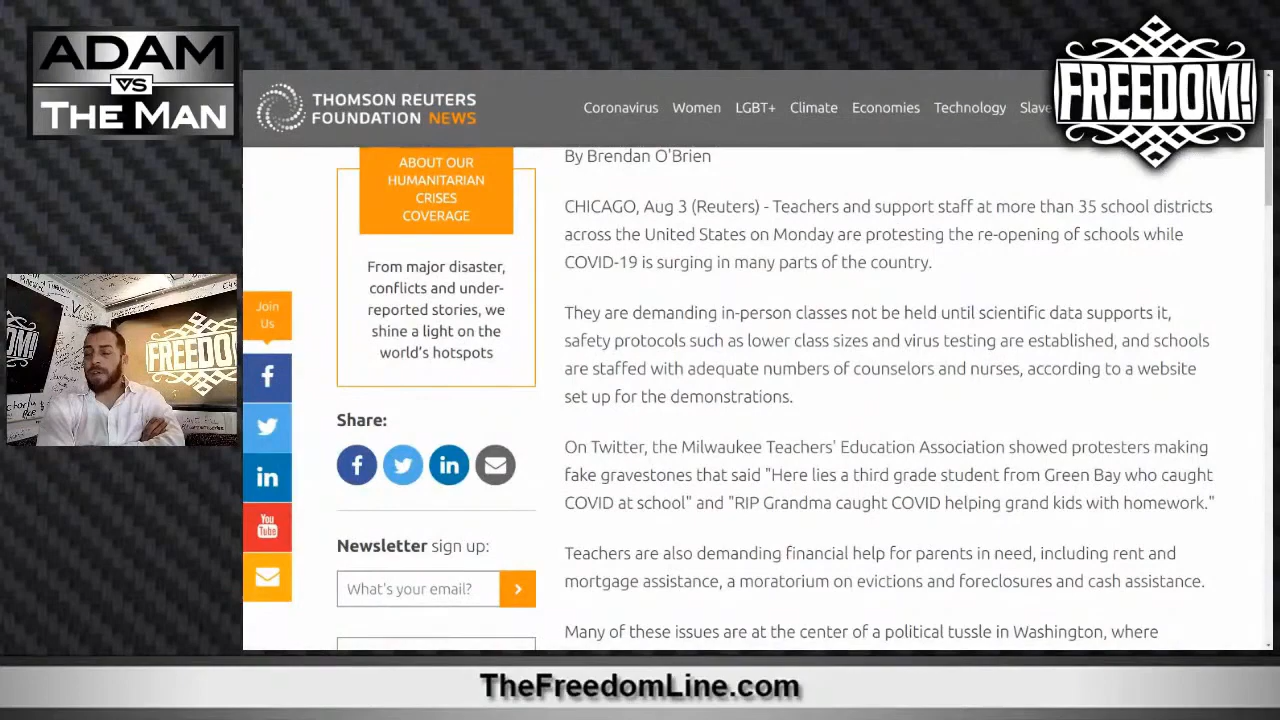 ADAM
VS
THE MAN
THOMSON REUTERS
FOUNDATION NEWS
Coronavirus Women LGBT+ Climate Economies Technology Slave
FREEDOM!
ABOUT OUR
HUMANITARIAN
CRISES
COVERAGE
From major disaster,
conflicts and under-
reported stories, we
shine a light on the
world's hotspots
Join
Us
f
in
You
Tube
Share:
f
in
Newsletter sign up:
What's your email?
By Brendan O'Brien
CHICAGO, Aug 3 (Reuters) - Teachers and support staff at more than 35 school districts
across the United States on Monday are protesting the re-opening of schools while
COVID-19 is surging in many parts of the country.
They are demanding in-person classes not be held until scientific data supports it,
safety protocols such as lower class sizes and virus testing are established, and schools
are staffed with adequate numbers of counselors and nurses, according to a website
set up for the demonstrations.
On Twitter, the Milwaukee Teachers' Education Association showed protesters making
fake gravestones that said "Here lies a third grade student from Green Bay who caught
COVID at school" and "RIP Grandma caught COVID helping grand kids with homework."
Teachers are also demanding financial help for parents in need, including rent and
mortgage assistance, a moratorium on evictions and foreclosures and cash assistance.
Many of these issues are at the center of a political tussle in Washington, where
FREEDOM!
TheFreedomLine.com